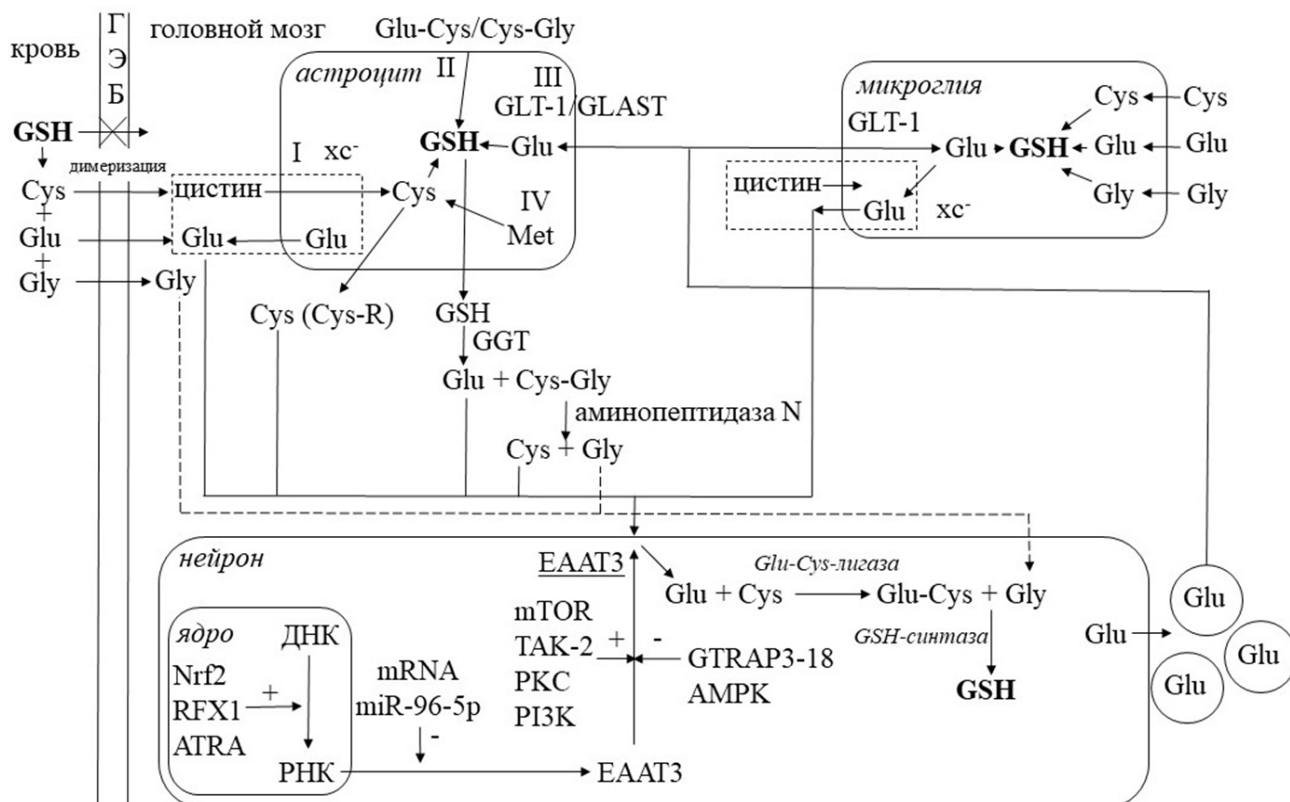 кровь
Г
Э
Б
головной мозг
GSH
димеризация
Cys
+
Glu
+
Gly
Glu-Cys/Cys-Gly
астроцит
II
III
GLT-1/GLAST
I
xc-
GSH
Glu
цистин
Cys
IV
Met
Glu
Glu
Gly
Cys (Cys-R)
GSH
GGT
Glu + Cys-Gly
аминопептидаза N
Cys + Gly
микроглия
GLT-1
Cys
Cys
Glu
GSH
Glu
Glu
цистин
Glu
xc-
Gly
Gly
нейрон
EAAT3
Glu-Cys-лигаза
Glu + Cys
Glu-Cys + Gly
GSH-синтаза
GSH
mTOR
TAK-2
PKC
PI3K
+
-
GTRAP3-18
AMPK
ядро
ДНК
Nrf2
RFX1
ATRA
+
РНК
mRNA
miR-96-5p
-
EAAT3
Glu
Glu
Glu
Glu